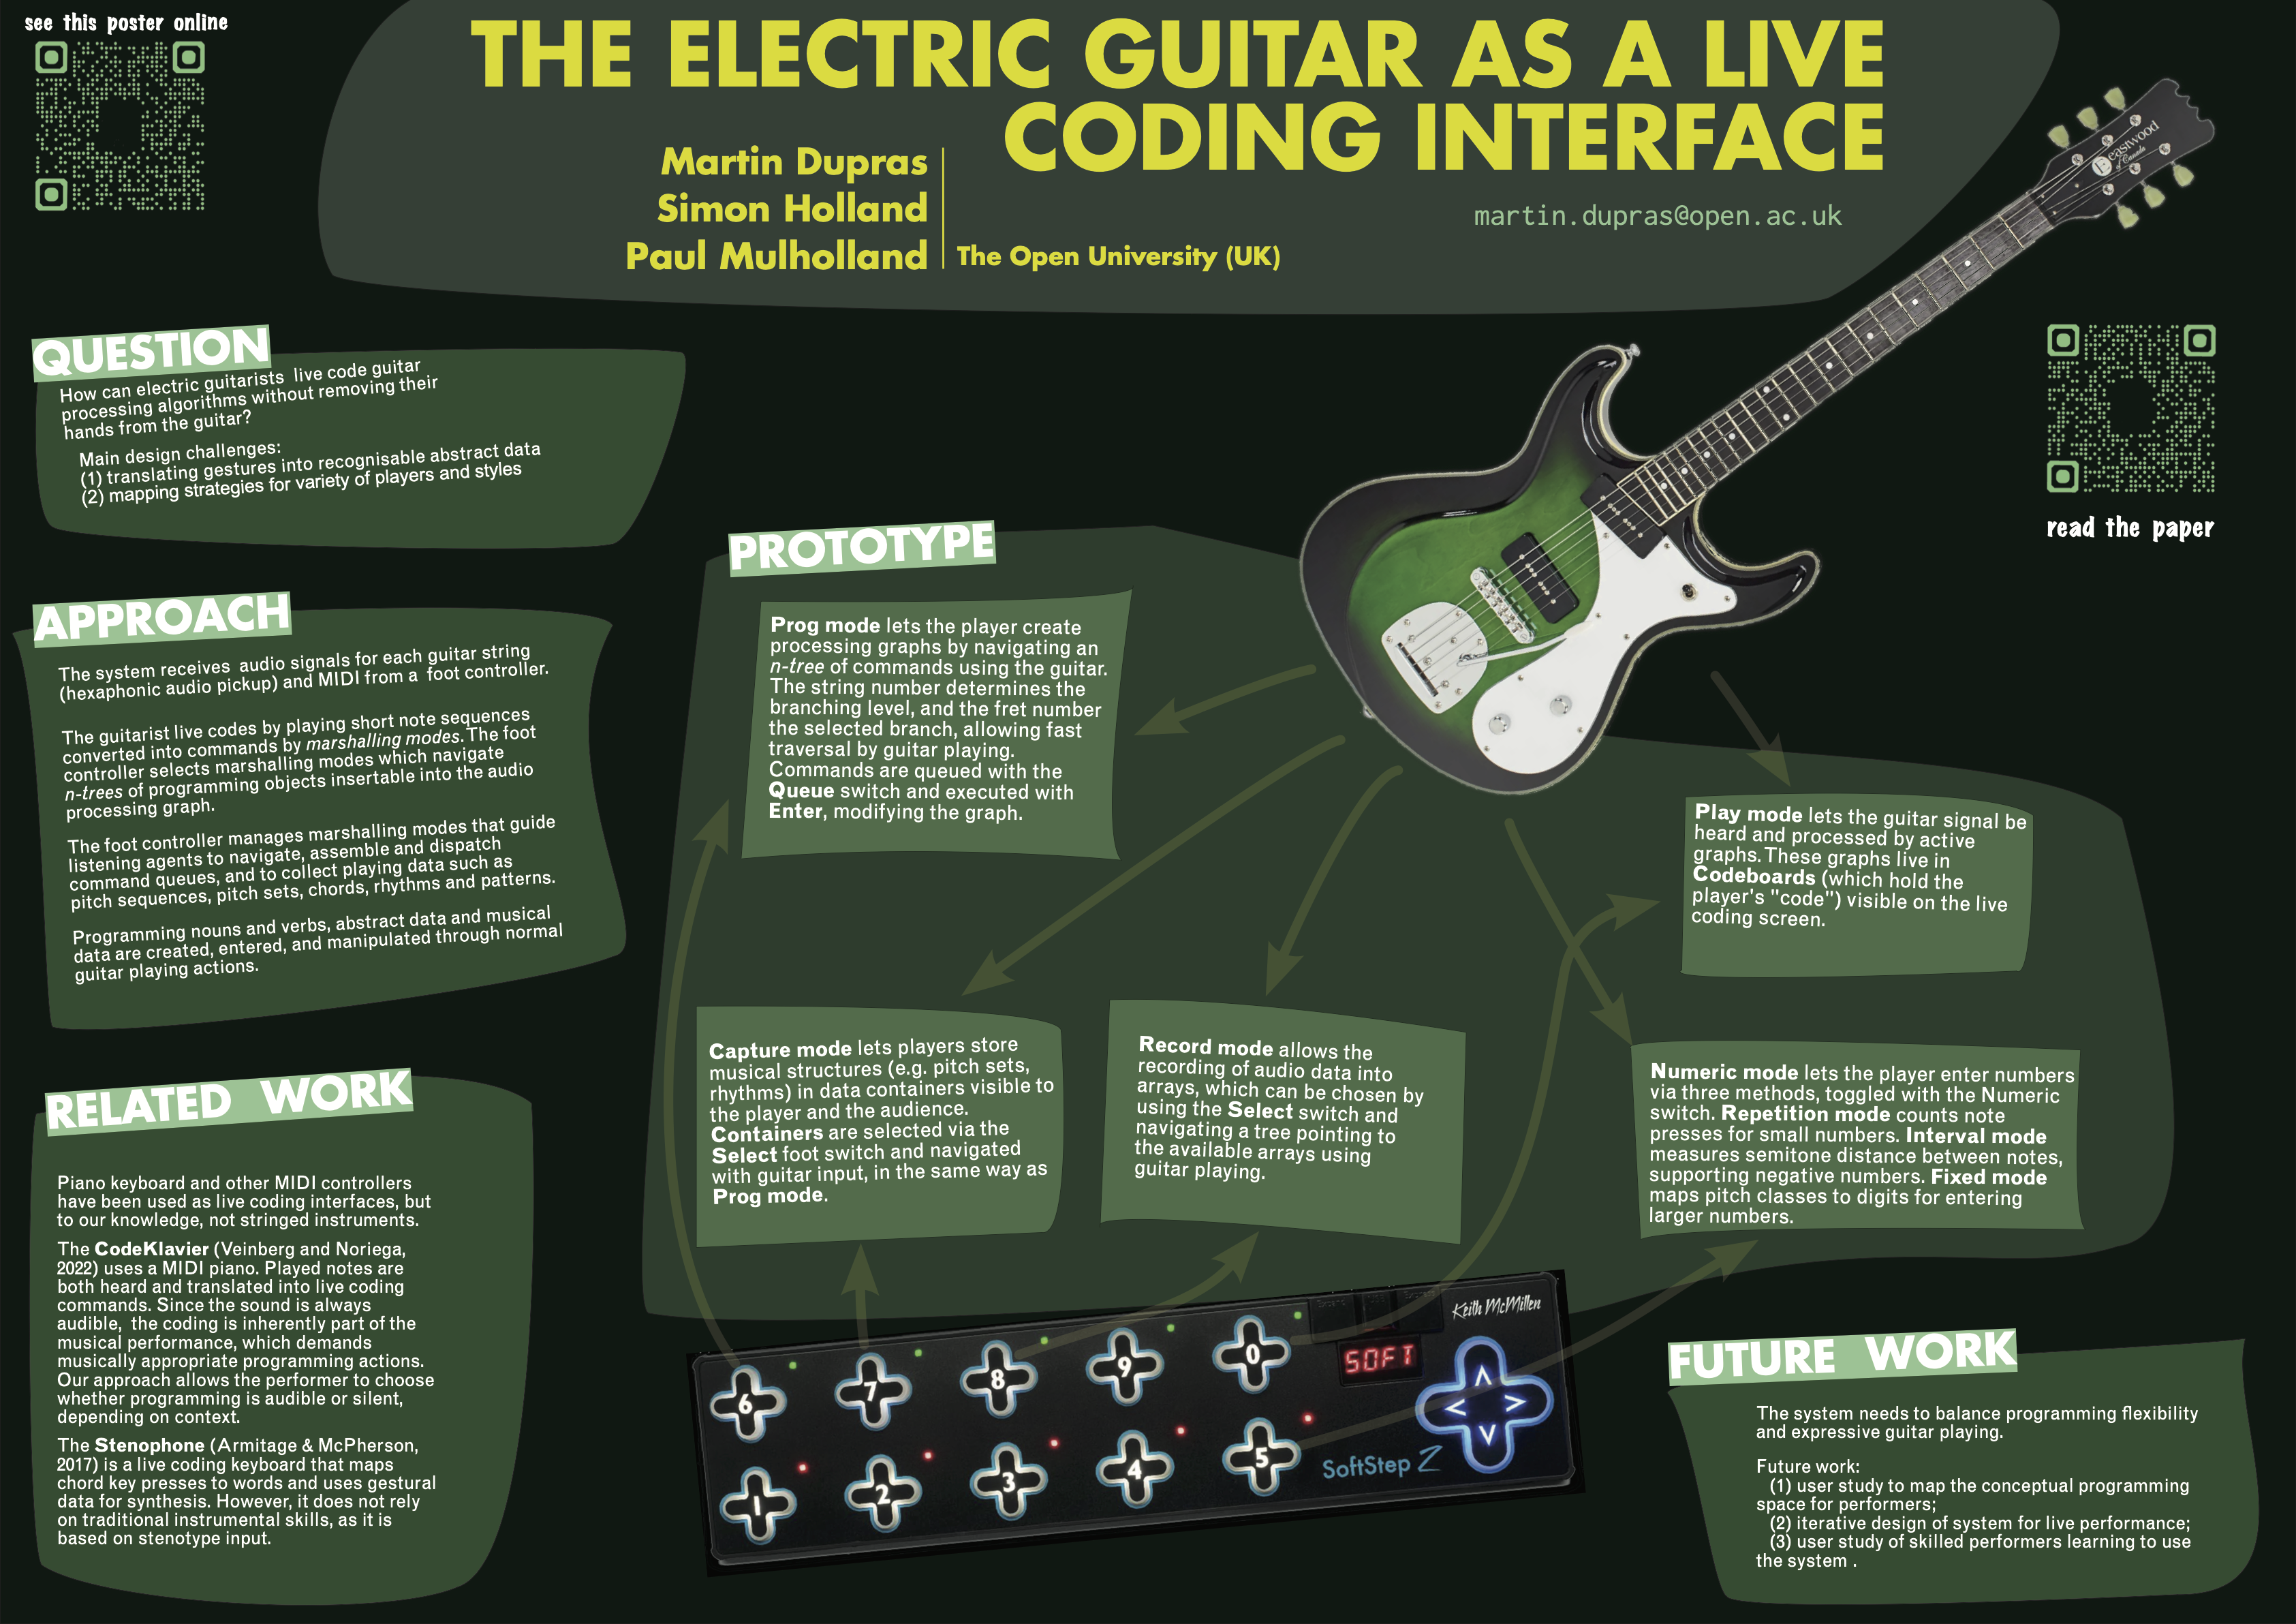 see this poster online
THE ELECTRIC GUITAR AS A LIVE
CODING INTERFACE
Martin Dupras
Simon Holland
Paul Mulholland
The Open University (UK)
martin.dupras@open.ac.uk
eastwood
of Canada
read the paper
QUESTION
How can electric guitarists live code guitar
processing algorithms without removing their
hands from the guitar?
Main design challenges:
(1) translating gestures into recognisable abstract data
(2) mapping strategies for variety of players and styles
APPROACH
The system receives audio signals for each guitar string
(hexaphonic audio pickup) and MIDI from a foot controller.
The guitarist live codes by playing short note sequences
converted into commands by marshalling modes. The foot
controller selects marshalling modes which navigate
n-trees of programming objects insertable into the audio
processing graph.
The foot controller manages marshalling modes that guide
listening agents to navigate, assemble and dispatch
command queues, and to collect playing data such as
pitch sequences, pitch sets, chords, rhythms and patterns.
Programming nouns and verbs, abstract data and musical
data are created, entered, and manipulated through normal
guitar playing actions.
RELATED WORK
Piano keyboard and other MIDI controllers
have been used as live coding interfaces, but
to our knowledge, not stringed instruments.
The CodeKlavier (Veinberg and Noriega,
2022) uses a MIDI piano. Played notes are
both heard and translated into live coding
commands. Since the sound is always
audible, the coding is inherently part of the
musical performance, which demands
musically appropriate programming actions.
Our approach allows the performer to choose
whether programming is audible or silent,
depending on context.
The Stenophone (Armitage & McPherson,
2017) is a live coding keyboard that maps
chord key presses to words and uses gestural
data for synthesis. However, it does not rely
on traditional instrumental skills, as it is
based on stenotype input.
PROTOTYPE
Prog mode lets the player create
processing graphs by navigating an
n-tree of commands using the guitar.
The string number determines the
branching level, and the fret number
the selected branch, allowing fast
traversal by guitar playing.
Commands are queued with the
Queue switch and executed with
Enter, modifying the graph.
Play mode lets the guitar signal be
heard and processed by active
graphs. These graphs live in
Codeboards (which hold the
player's "code") visible on the live
coding screen.
Capture mode lets players store
musical structures (e.g. pitch sets,
rhythms) in data containers visible to
the player and the audience.
Containers are selected via the
Select foot switch and navigated
with guitar input, in the same way as
Prog mode.
Record mode allows the
recording of audio data into
arrays, which can be chosen by
using the Select switch and
navigating a tree pointing to
the available arrays using
guitar playing.
Numeric mode lets the player enter numbers
via three methods, toggled with the Numeric
switch. Repetition mode counts note
presses for small numbers. Interval mode
measures semitone distance between notes,
supporting negative numbers. Fixed mode
maps pitch classes to digits for entering
larger numbers.
Keith McMillen
SOFT
6 7 8 9 0
1 2 3 4 5
SoftStep 2
FUTURE WORK
The system needs to balance programming flexibility
and expressive guitar playing.
Future work:
(1) user study to map the conceptual programming
space for performers;
(2) iterative design of system for live performance;
(3) user study of skilled performers learning to use
the system .